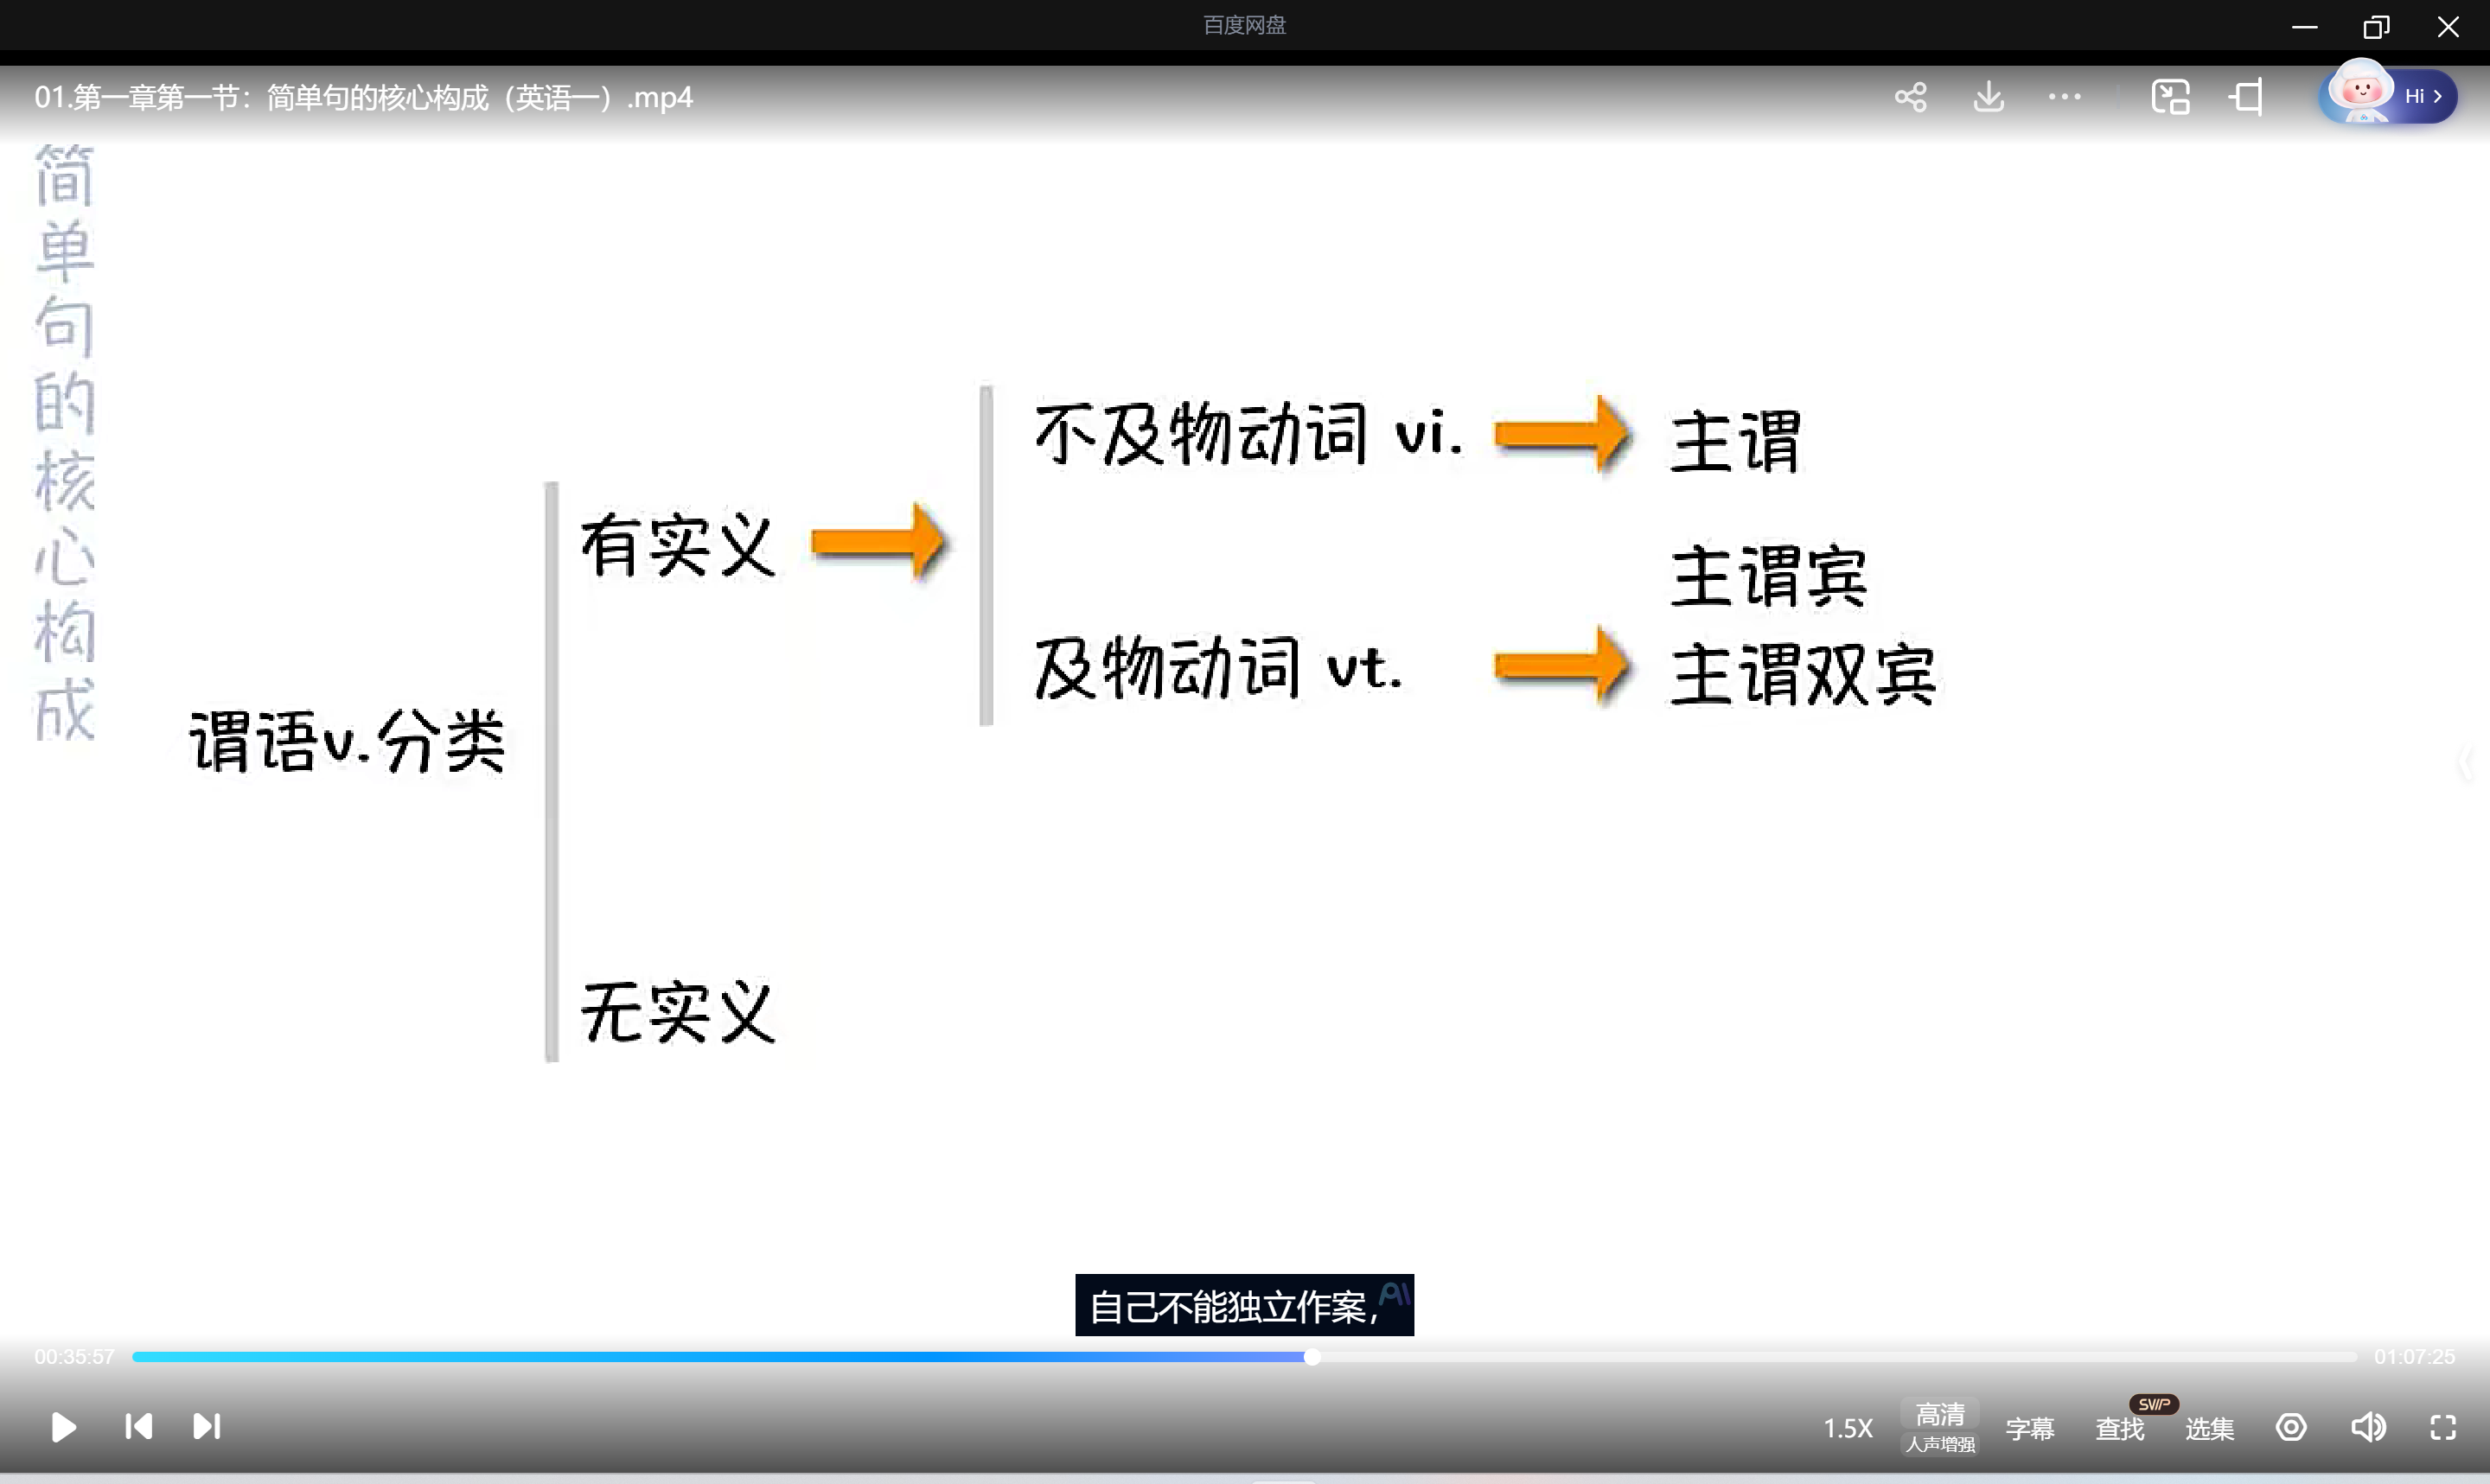 百度网盘
01.第一章第一节：简单句的核心构成（英语一）.mp4
Hi
简单句的核心构成
不及物动词 vi.
主谓
有实义
主谓宾
及物动词 vt.
主谓双宾
谓语v.分类
无实义
自己不能独立作案，
AI
00:35:57
01:07:25
1.5X
高清
人声增强
字幕
查找
SVIP
选集